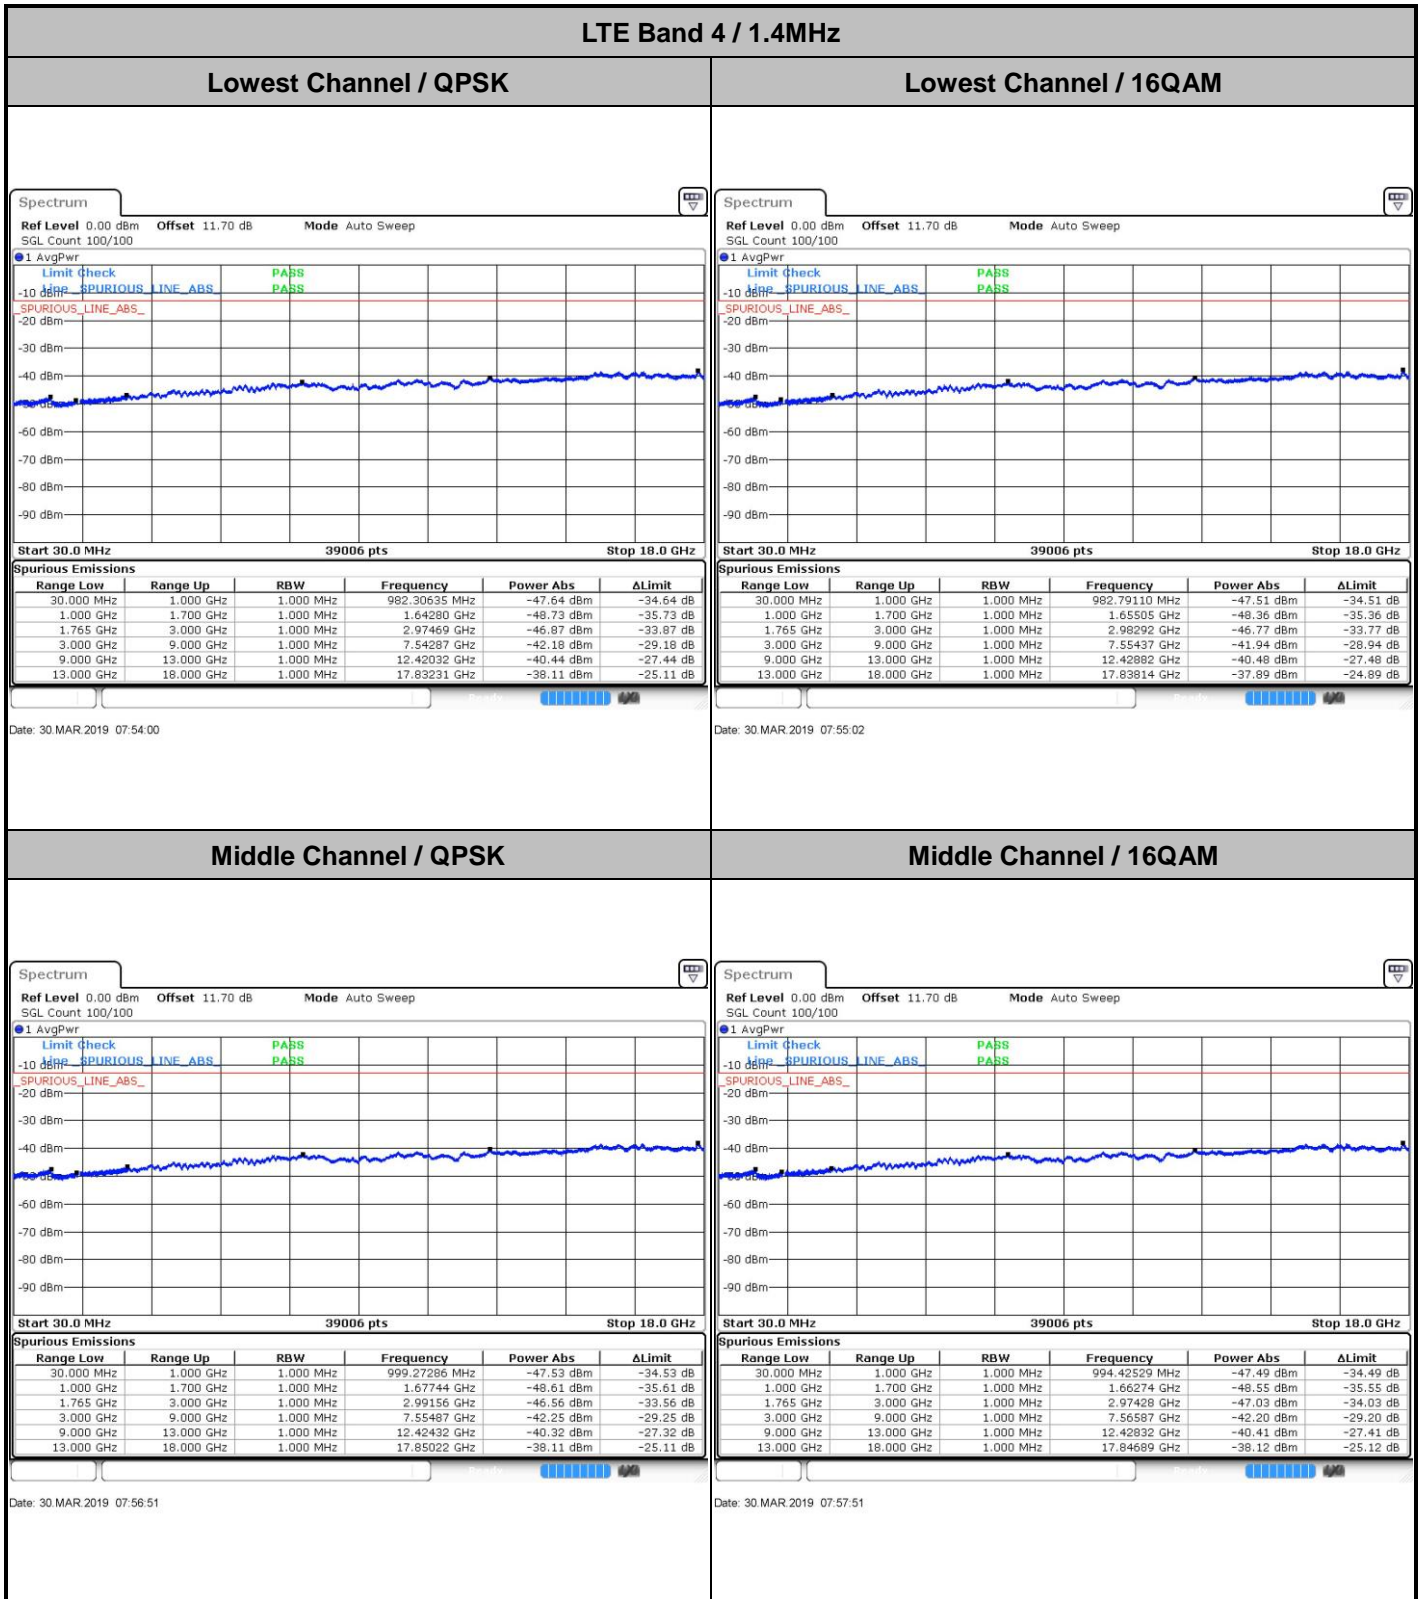 LTE Band 4 / 1.4MHz
Lowest Channel / QPSK
Lowest Channel / 16QAM
Spectrum
Ref Level 0.00 dBm Offset 11.70 dB Mode Auto Sweep
SGL Count 100/100
1 AvgPwr
Limit Check PASS
Line _SPURIOUS_LINE_ABS_ PASS
-10 dBm
_SPURIOUS_LINE_ABS_
-20 dBm
-30 dBm
-40 dBm
-60 dBm
-70 dBm
-80 dBm
-90 dBm
Start 30.0 MHz 39006 pts Stop 18.0 GHz
Spurious Emissions
Range Low Range Up RBW Frequency Power Abs ΔLimit
30.000 MHz 1.000 GHz 1.000 MHz 982.30635 MHz -47.64 dBm -34.64 dB
1.000 GHz 1.700 GHz 1.000 MHz 1.64280 GHz -48.73 dBm -35.73 dB
1.765 GHz 3.000 GHz 1.000 MHz 2.97469 GHz -46.87 dBm -33.87 dB
3.000 GHz 9.000 GHz 1.000 MHz 7.54287 GHz -42.18 dBm -29.18 dB
9.000 GHz 13.000 GHz 1.000 MHz 12.42032 GHz -40.44 dBm -27.44 dB
13.000 GHz 18.000 GHz 1.000 MHz 17.83231 GHz -38.11 dBm -25.11 dB
Date: 30.MAR.2019 07:54:00
Spectrum
Ref Level 0.00 dBm Offset 11.70 dB Mode Auto Sweep
SGL Count 100/100
1 AvgPwr
Limit Check PASS
Line _SPURIOUS_LINE_ABS_ PASS
-10 dBm
_SPURIOUS_LINE_ABS_
-20 dBm
-30 dBm
-40 dBm
-60 dBm
-70 dBm
-80 dBm
-90 dBm
Start 30.0 MHz 39006 pts Stop 18.0 GHz
Spurious Emissions
Range Low Range Up RBW Frequency Power Abs ΔLimit
30.000 MHz 1.000 GHz 1.000 MHz 982.79110 MHz -47.51 dBm -34.51 dB
1.000 GHz 1.700 GHz 1.000 MHz 1.65505 GHz -48.36 dBm -35.36 dB
1.765 GHz 3.000 GHz 1.000 MHz 2.98292 GHz -46.77 dBm -33.77 dB
3.000 GHz 9.000 GHz 1.000 MHz 7.55437 GHz -41.94 dBm -28.94 dB
9.000 GHz 13.000 GHz 1.000 MHz 12.42882 GHz -40.48 dBm -27.48 dB
13.000 GHz 18.000 GHz 1.000 MHz 17.83814 GHz -37.89 dBm -24.89 dB
Date: 30.MAR.2019 07:55:02
Middle Channel / QPSK
Middle Channel / 16QAM
Spectrum
Ref Level 0.00 dBm Offset 11.70 dB Mode Auto Sweep
SGL Count 100/100
1 AvgPwr
Limit Check PASS
Line _SPURIOUS_LINE_ABS_ PASS
-10 dBm
_SPURIOUS_LINE_ABS_
-20 dBm
-30 dBm
-40 dBm
-60 dBm
-70 dBm
-80 dBm
-90 dBm
Start 30.0 MHz 39006 pts Stop 18.0 GHz
Spurious Emissions
Range Low Range Up RBW Frequency Power Abs ΔLimit
30.000 MHz 1.000 GHz 1.000 MHz 999.27286 MHz -47.53 dBm -34.53 dB
1.000 GHz 1.700 GHz 1.000 MHz 1.67744 GHz -48.61 dBm -35.61 dB
1.765 GHz 3.000 GHz 1.000 MHz 2.99156 GHz -46.56 dBm -33.56 dB
3.000 GHz 9.000 GHz 1.000 MHz 7.55487 GHz -42.25 dBm -29.25 dB
9.000 GHz 13.000 GHz 1.000 MHz 12.42432 GHz -40.32 dBm -27.32 dB
13.000 GHz 18.000 GHz 1.000 MHz 17.85022 GHz -38.11 dBm -25.11 dB
Date: 30.MAR.2019 07:56:51
Spectrum
Ref Level 0.00 dBm Offset 11.70 dB Mode Auto Sweep
SGL Count 100/100
1 AvgPwr
Limit Check PASS
Line _SPURIOUS_LINE_ABS_ PASS
-10 dBm
_SPURIOUS_LINE_ABS_
-20 dBm
-30 dBm
-40 dBm
-60 dBm
-70 dBm
-80 dBm
-90 dBm
Start 30.0 MHz 39006 pts Stop 18.0 GHz
Spurious Emissions
Range Low Range Up RBW Frequency Power Abs ΔLimit
30.000 MHz 1.000 GHz 1.000 MHz 994.42529 MHz -47.49 dBm -34.49 dB
1.000 GHz 1.700 GHz 1.000 MHz 1.66274 GHz -48.55 dBm -35.55 dB
1.765 GHz 3.000 GHz 1.000 MHz 2.97428 GHz -47.03 dBm -34.03 dB
3.000 GHz 9.000 GHz 1.000 MHz 7.56587 GHz -42.20 dBm -29.20 dB
9.000 GHz 13.000 GHz 1.000 MHz 12.42832 GHz -40.41 dBm -27.41 dB
13.000 GHz 18.000 GHz 1.000 MHz 17.84689 GHz -38.12 dBm -25.12 dB
Date: 30.MAR.2019 07:57:51